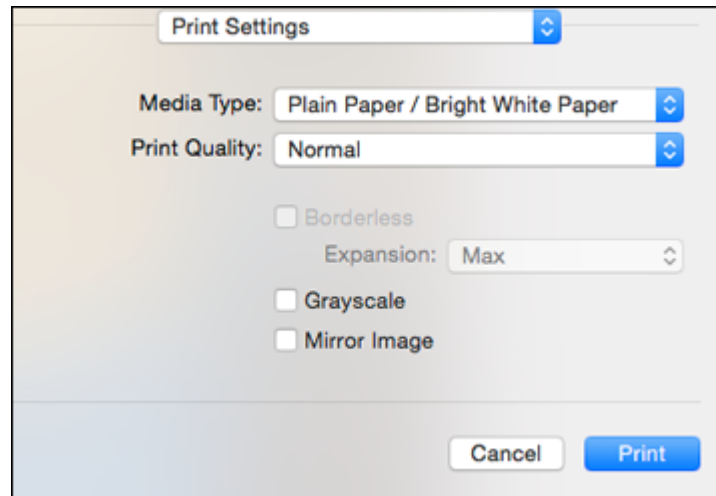 Print Settings
Media Type: Plain Paper / Bright White Paper
Print Quality: Normal
Borderless
Expansion: Max
Grayscale
Mirror Image
Cancel Print